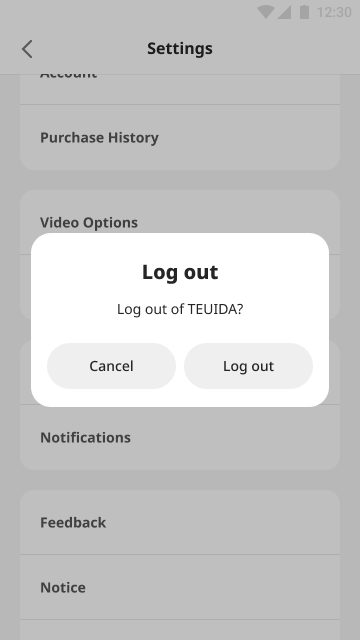 12:30
Settings
Account
Purchase History
Video Options
Log out
Log out of TEUIDA?
Cancel
Log out
Notifications
Feedback
Notice